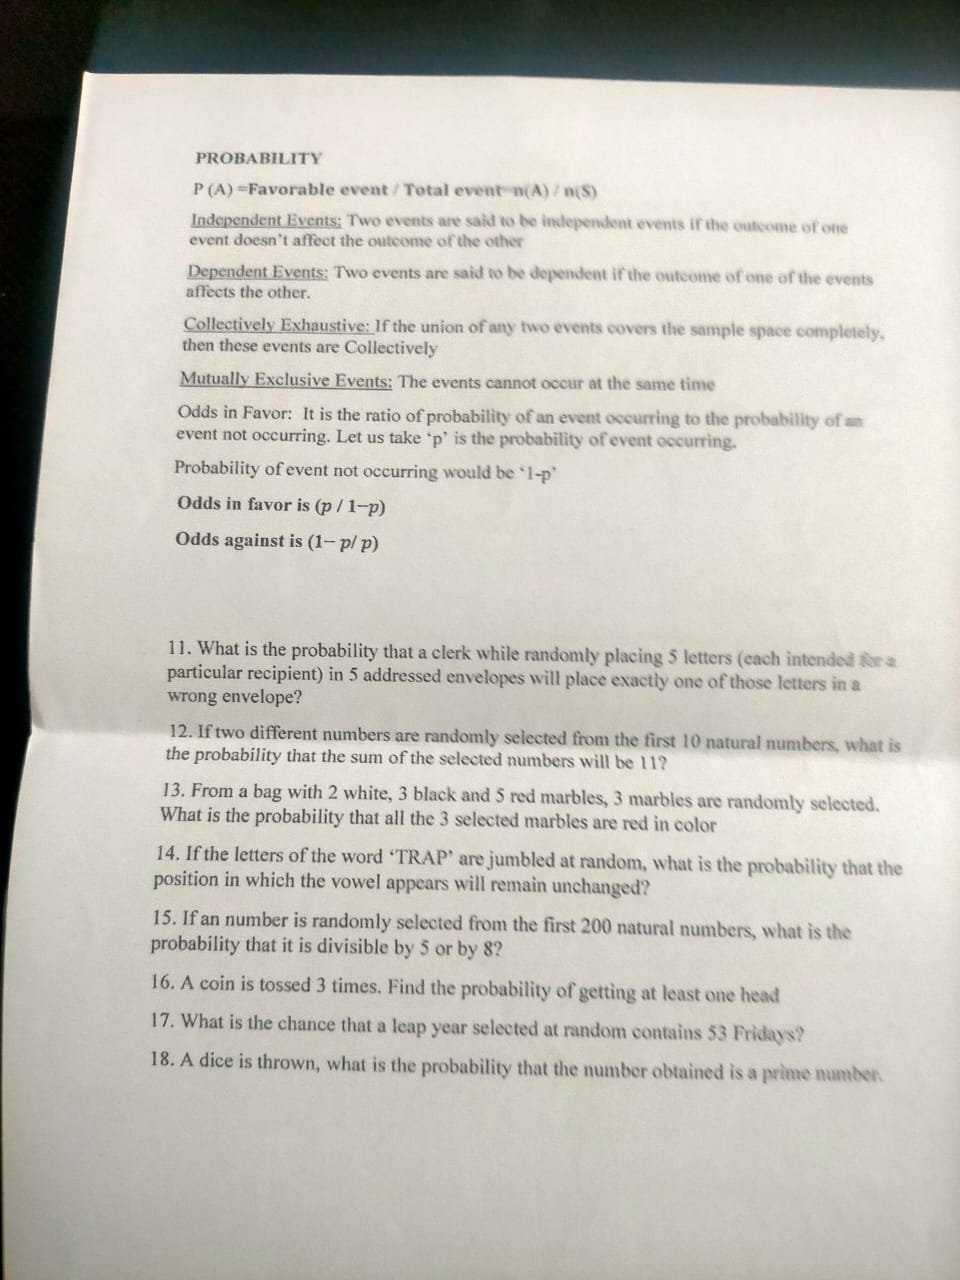 PROBABILITY
P (A) =Favorable event / Total event=n(A) / n(S)
Independent Events: Two events are said to be independent events if the outcome of one
event doesn't affect the outcome of the other
Dependent Events: Two events are said to be dependent if the outcome of one of the events
affects the other.
Collectively Exhaustive: If the union of any two events covers the sample space completely,
then these events are Collectively
Mutually Exclusive Events: The events cannot occur at the same time
Odds in Favor: It is the ratio of probability of an event occurring to the probability of an
event not occurring. Let us take ‘p’ is the probability of event occurring.
Probability of event not occurring would be ‘1-p’
Odds in favor is (p / 1−p)
Odds against is (1− p/ p)
11. What is the probability that a clerk while randomly placing 5 letters (each intended for a
particular recipient) in 5 addressed envelopes will place exactly one of those letters in a
wrong envelope?
12. If two different numbers are randomly selected from the first 10 natural numbers, what is
the probability that the sum of the selected numbers will be 11?
13. From a bag with 2 white, 3 black and 5 red marbles, 3 marbles are randomly selected.
What is the probability that all the 3 selected marbles are red in color
14. If the letters of the word ‘TRAP’ are jumbled at random, what is the probability that the
position in which the vowel appears will remain unchanged?
15. If an number is randomly selected from the first 200 natural numbers, what is the
probability that it is divisible by 5 or by 8?
16. A coin is tossed 3 times. Find the probability of getting at least one head
17. What is the chance that a leap year selected at random contains 53 Fridays?
18. A dice is thrown, what is the probability that the number obtained is a prime number.